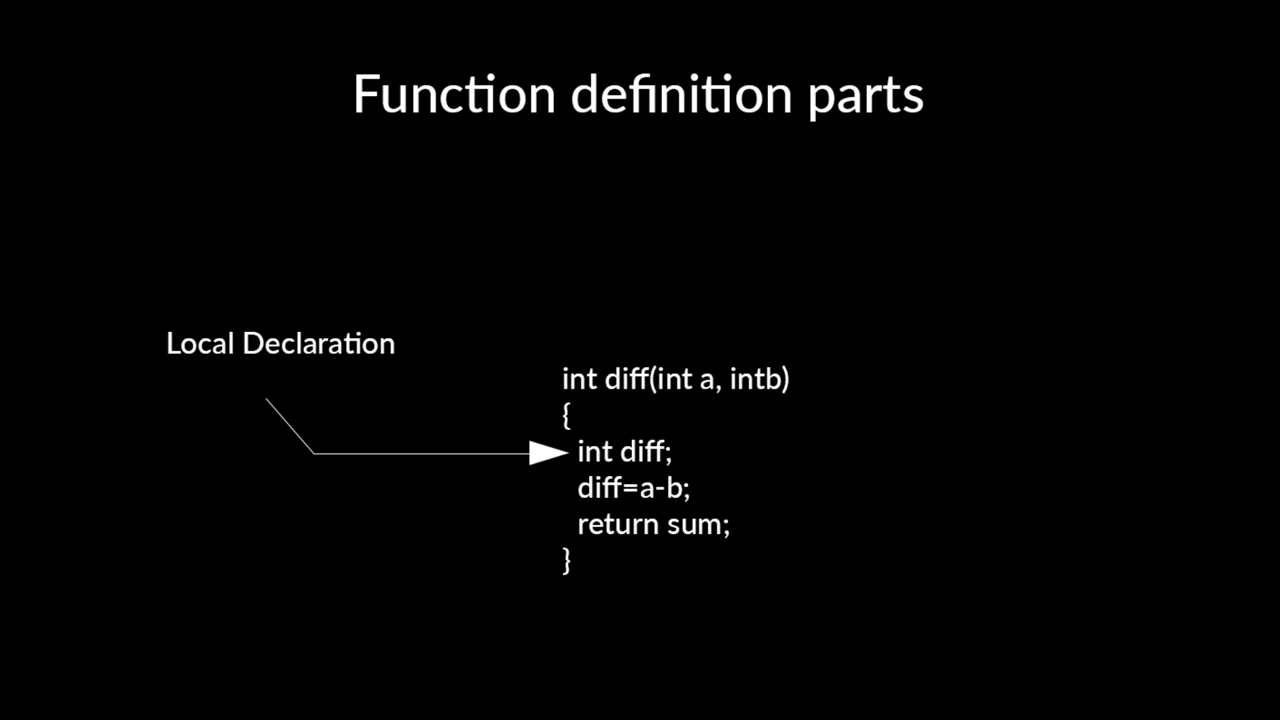 Function definition parts
Local Declaration
int diff(int a, intb)
{
int diff;
diff=a-b;
return sum;
}